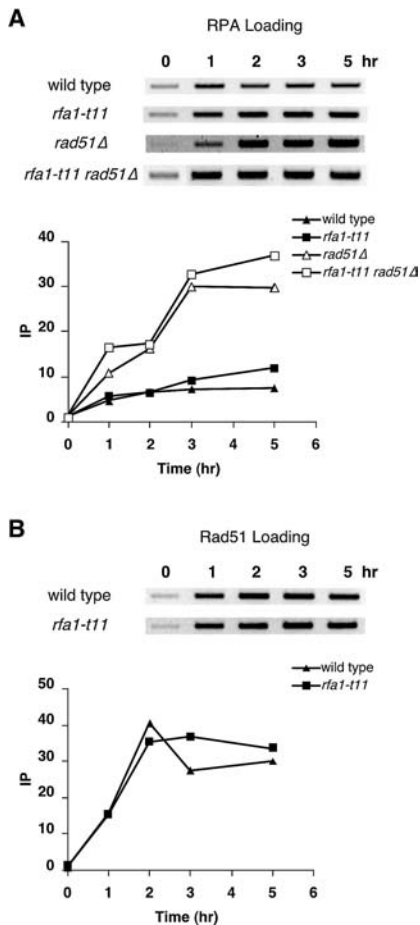 A
RPA Loading
0 1 2 3 5 hr
wild type
rfa1-t11
rad51Δ
rfa1-t11 rad51Δ
wild type
rfa1-t11
rad51Δ
rfa1-t11 rad51Δ
40
30
20
10
0
IP
0 1 2 3 4 5 6
Time (hr)
B
Rad51 Loading
0 1 2 3 5 hr
wild type
rfa1-t11
wild type
rfa1-t11
50
40
30
20
10
0
IP
0 1 2 3 4 5 6
Time (hr)